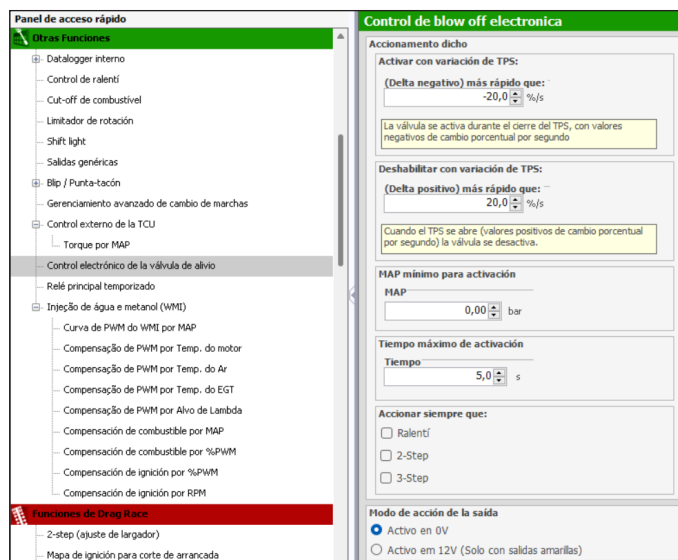 Panel de acceso rápido
Otras Funciones
Datalogger interno
Control de ralentí
Cut-off de combustível
Limitador de rotación
Shift light
Salidas genéricas
Blip / Punta-tacón
Gerenciamiento avanzado de cambio de marchas
Control externo de la TCU
Torque por MAP
Control electrónico de la válvula de alivio
Relé principal temporizado
Injeção de água e metanol (WMI)
Curva de PWM do WMI por MAP
Compensação de PWM por Temp. do motor
Compensação de PWM por Temp. do Ar
Compensação de PWM por Temp. do EGT
Compensação de PWM por Alvo de Lambda
Compensación de combustible por MAP
Compensación de combustible por %PWM
Compensación de ignición por %PWM
Compensación de ignición por RPM
Funciones de Drag Race
2-step (ajuste de largador)
Mapa de ignición para corte de arrancada
Control de blow off electronica
Accionamento dicho
Activar con variación de TPS:
(Delta negativo) más rápido que:
-20,0 %/s
La válvula se activa durante el cierre del TPS, con valores
negativos de cambio porcentual por segundo
Deshabilitar con variación de TPS:
(Delta positivo) más rápido que:
20,0 %/s
Cuando el TPS se abre (valores positivos de cambio porcentual
por segundo) la válvula se desactiva.
MAP mínimo para activación
MAP
0,00 bar
Tiempo máximo de activación
Tiempo
5,0 s
Accionar siempre que:
Ralentí
2-Step
3-Step
Modo de acción de la saída
Activo en 0V
Activo em 12V (Solo con salidas amarillas)